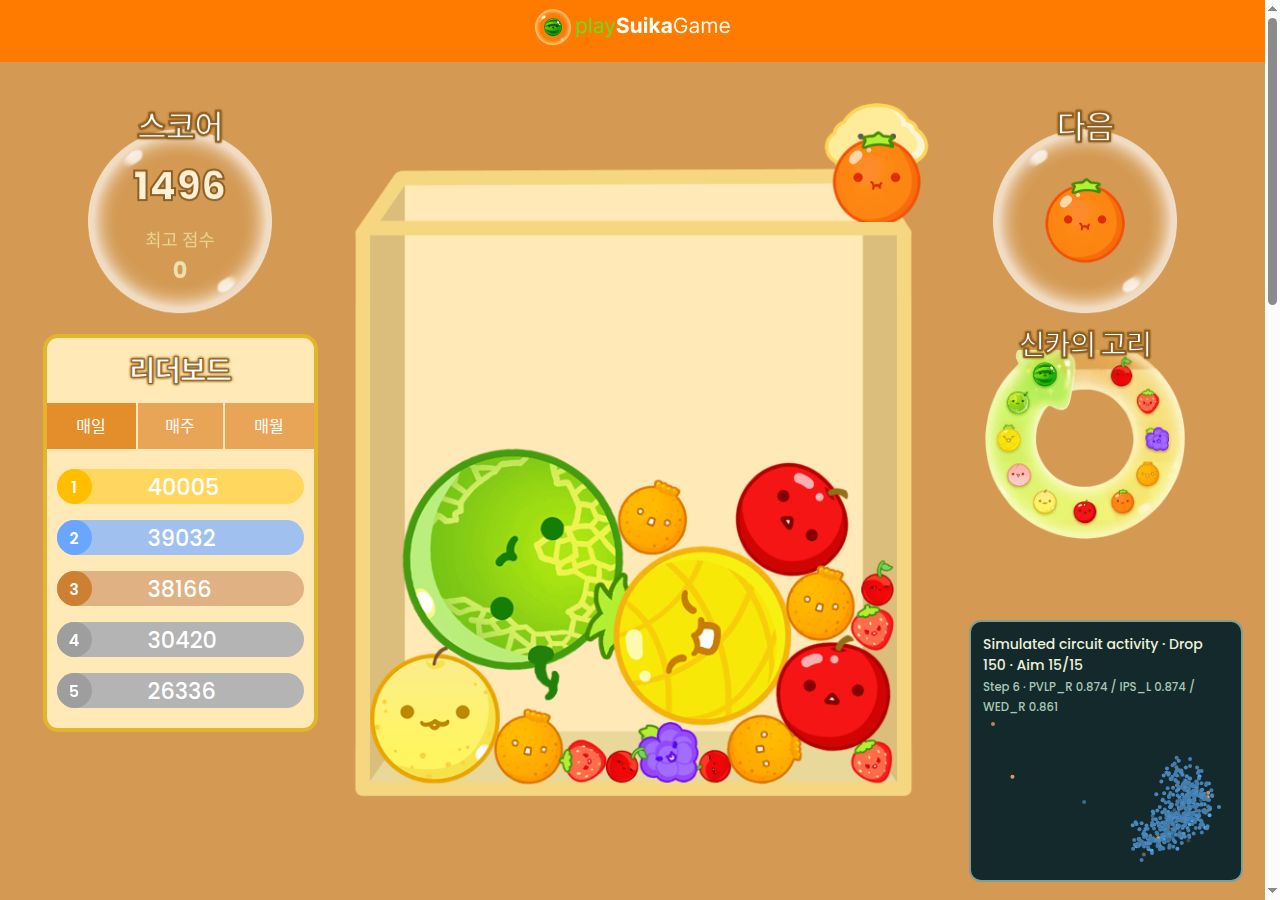 playSuikaGame
스코어
1496
최고 점수
0
다음
신카의 고리
리더보드
매일 매주 매월
1 40005
2 39032
3 38166
4 30420
5 26336
Simulated circuit activity · Drop
150 · Aim 15/15
Step 6 · PVLP_R 0.874 / IPS_L 0.874 /
WED_R 0.861